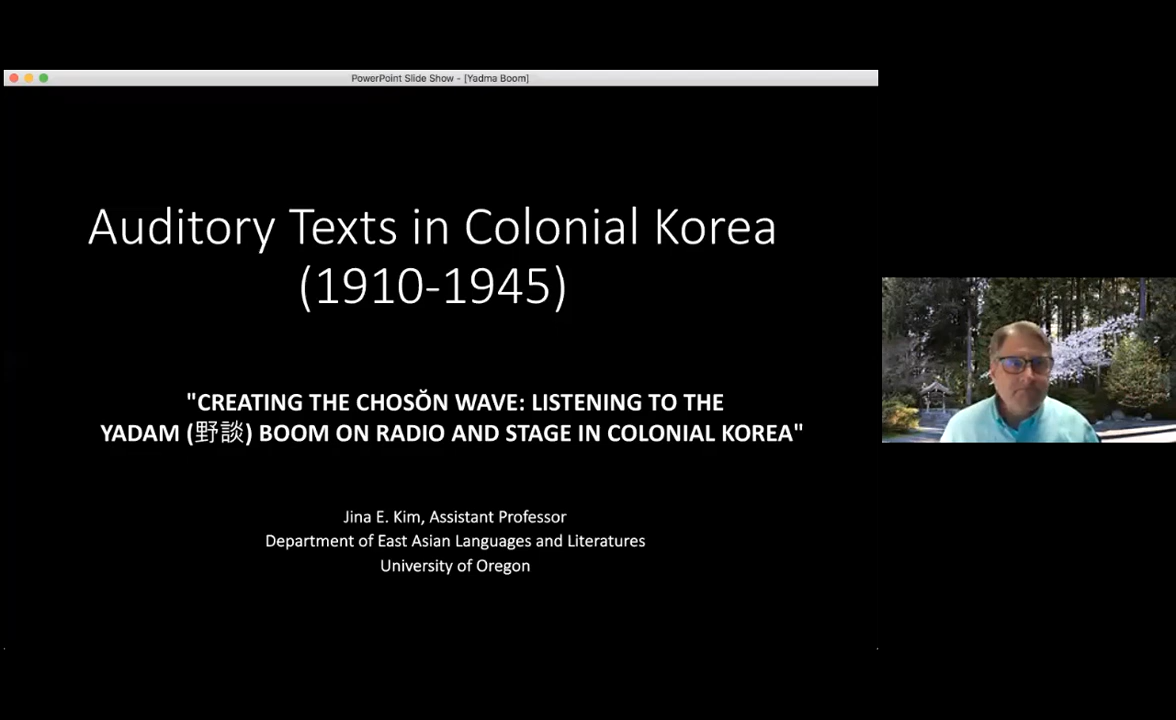 PowerPoint Slide Show - [Yadma Boom]
Auditory Texts in Colonial Korea
(1910-1945)
"CREATING THE CHOSŎN WAVE: LISTENING TO THE
YADAM (野談) BOOM ON RADIO AND STAGE IN COLONIAL KOREA"
Jina E. Kim, Assistant Professor
Department of East Asian Languages and Literatures
University of Oregon